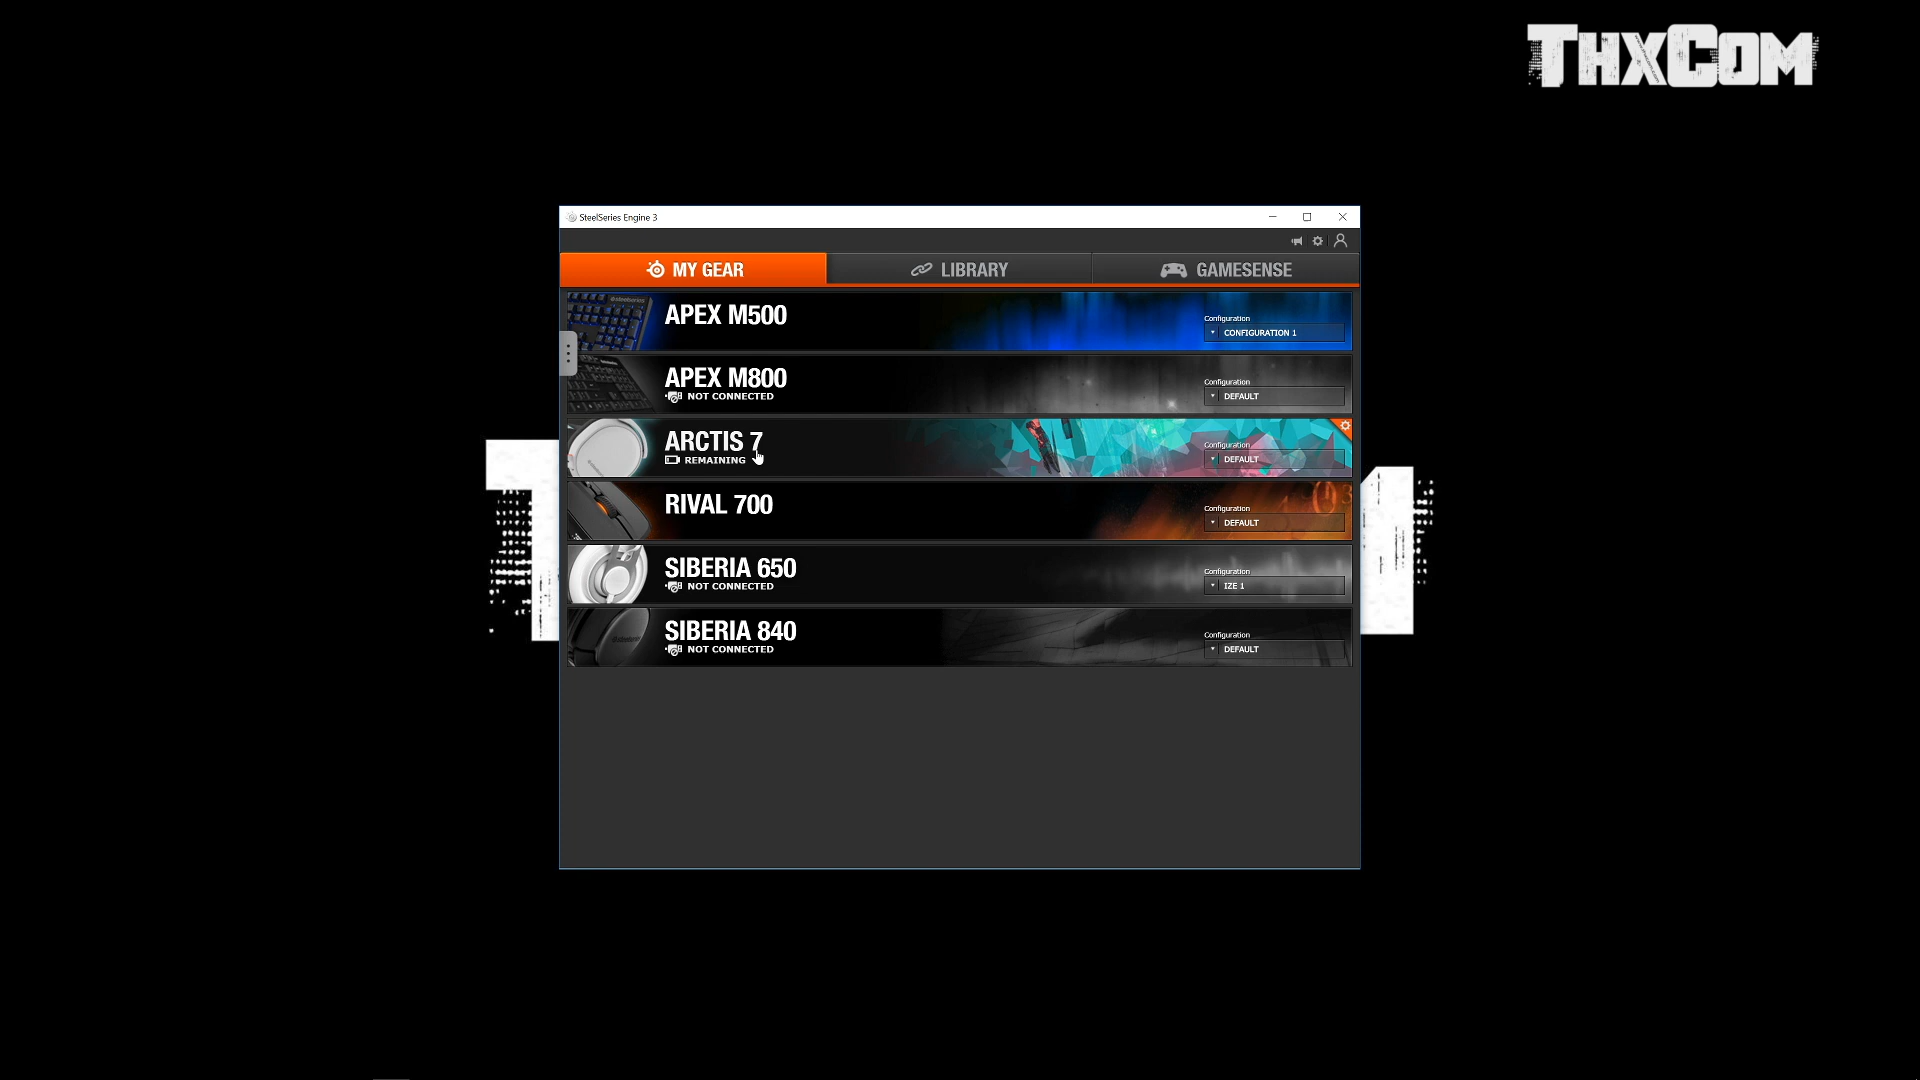 THXCOM
SteelSeries Engine 3
MY GEAR
LIBRARY
GAMESENSE
APEX M500
Configuration
CONFIGURATION 1
APEX M800
NOT CONNECTED
Configuration
DEFAULT
ARCTIS 7
REMAINING
Configuration
DEFAULT
RIVAL 700
Configuration
DEFAULT
SIBERIA 650
NOT CONNECTED
Configuration
IZE 1
SIBERIA 840
NOT CONNECTED
Configuration
DEFAULT